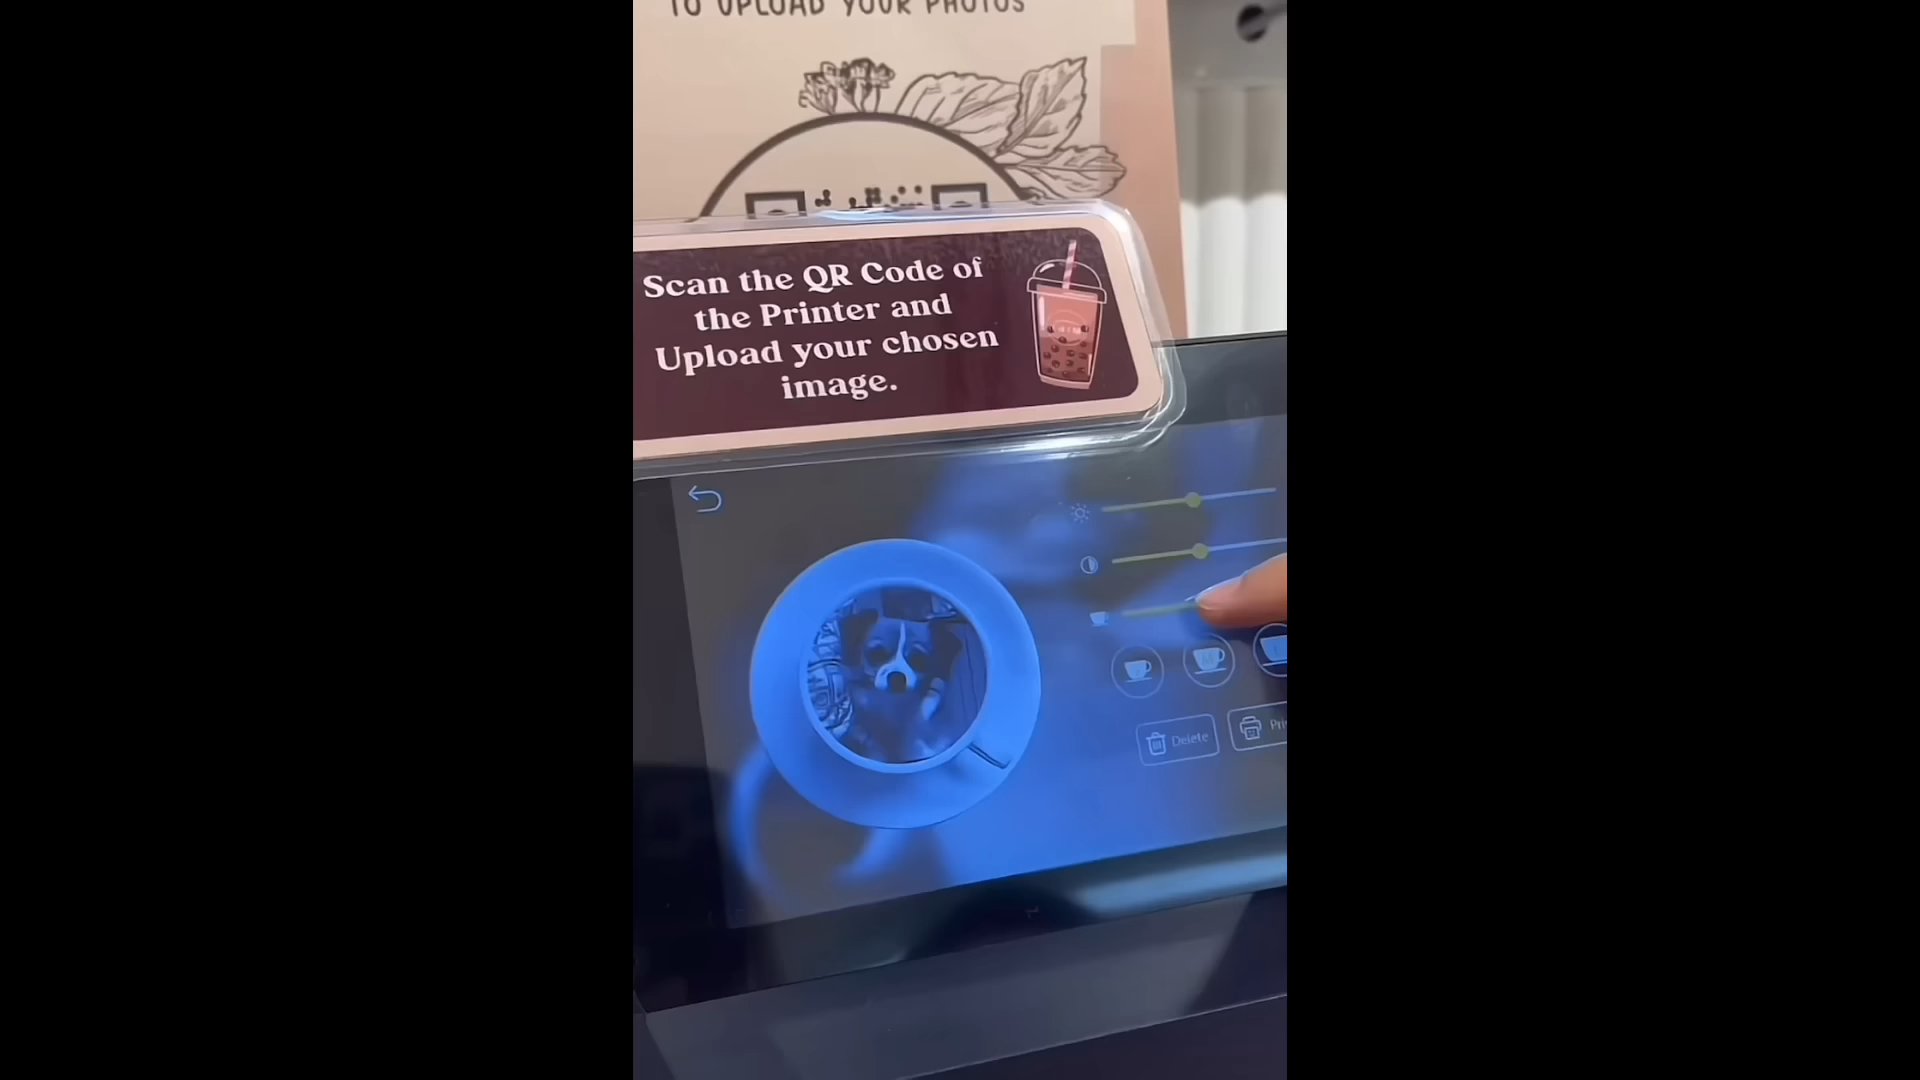 TO UPLOAD YOUR PHOTOS
Scan the QR Code of
the Printer and
Upload your chosen
image.
Delete